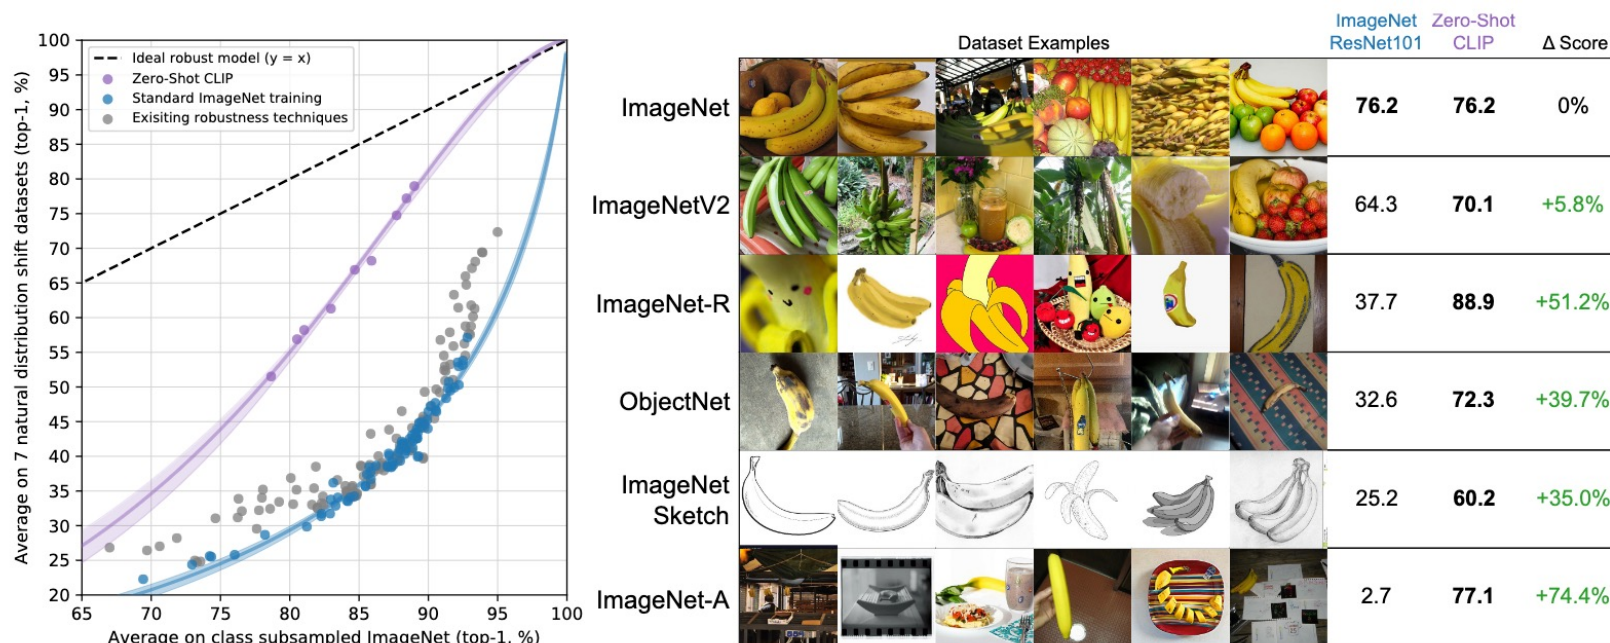 100
95
90
85
80
75
70
65
60
55
50
45
40
35
30
25
20
Average on 7 natural distribution shift datasets (top-1, %)
Ideal robust model (y = x)
Zero-Shot CLIP
Standard ImageNet training
Exisiting robustness techniques
65
70
75
80
85
90
95
100
Average on class subsampled ImageNet (top-1, %)
Dataset Examples
ImageNet
ResNet101
Zero-Shot
CLIP
Δ Score
ImageNet
76.2
76.2
0%
ImageNetV2
64.3
70.1
+5.8%
ImageNet-R
37.7
88.9
+51.2%
ObjectNet
32.6
72.3
+39.7%
ImageNet
Sketch
25.2
60.2
+35.0%
ImageNet-A
2.7
77.1
+74.4%